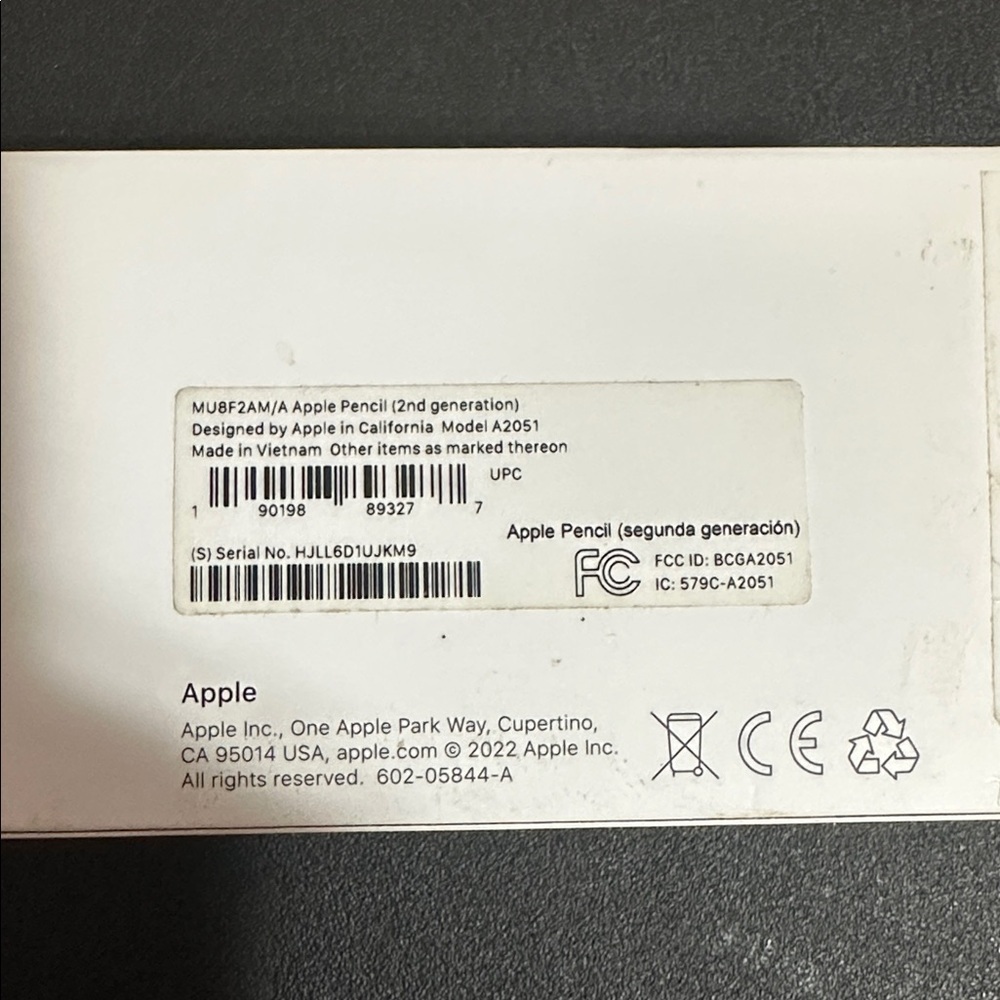 MU8F2AM/A Apple Pencil (2nd generation)
Designed by Apple in California Model A2051
Made in Vietnam Other items as marked thereon
UPC
1 90198 89327 7
Apple Pencil (segunda generación)
(S) Serial No. HJLL6D1UJKM9
FC FCC ID: BCGA2051
IC: 579C-A2051
Apple
Apple Inc., One Apple Park Way, Cupertino,
CA 95014 USA, apple.com © 2022 Apple Inc.
All rights reserved. 602-05844-A
CE